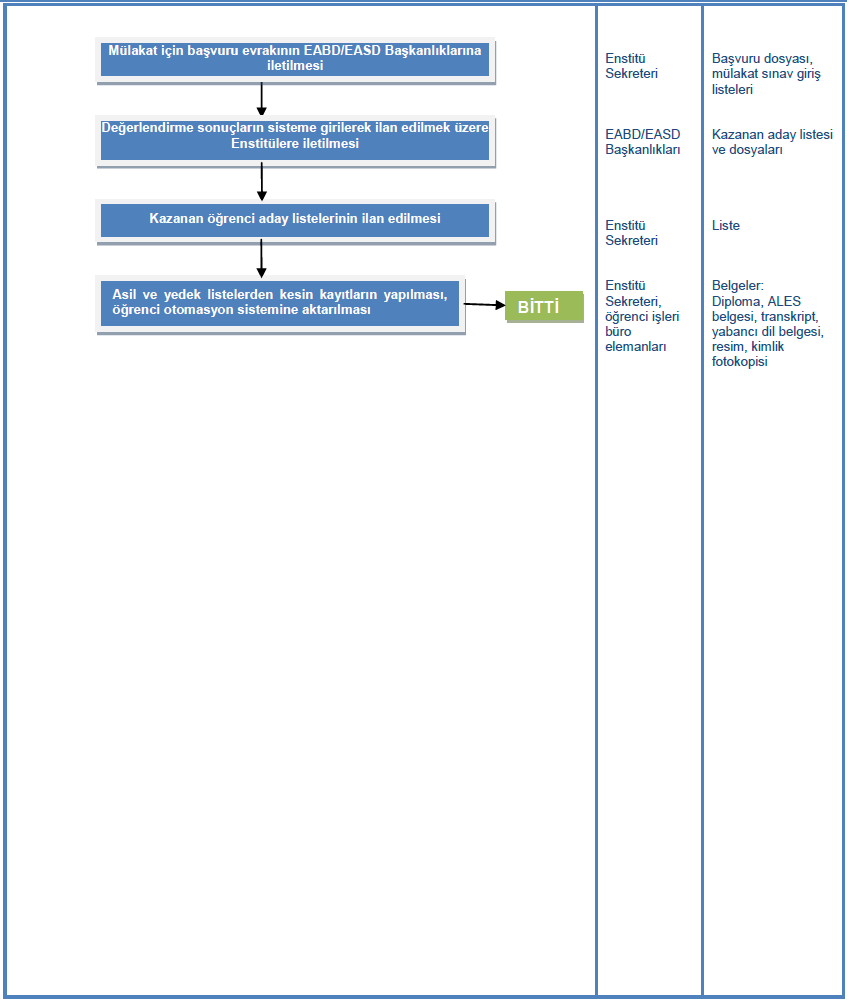 Mülakat için başvuru evrakının EABD/EASD Başkanlıklarına
iletilmesi
Enstitü
Sekreteri
Başvuru dosyası,
mülakat sınav giriş
listeleri
Değerlendirme sonuçların sisteme girilerek ilan edilmek üzere
Enstitülere iletilmesi
EABD/EASD
Başkanlıkları
Kazanan aday listesi
ve dosyaları
Kazanan öğrenci aday listelerinin ilan edilmesi
Enstitü
Sekreteri
Liste
Asil ve yedek listelerden kesin kayıtların yapılması,
öğrenci otomasyon sistemine aktarılması
BİTTİ
Enstitü
Sekreteri,
öğrenci işleri
büro
elemanları
Belgeler:
Diploma, ALES
belgesi, transkript,
yabancı dil belgesi,
resim, kimlik
fotokopisi